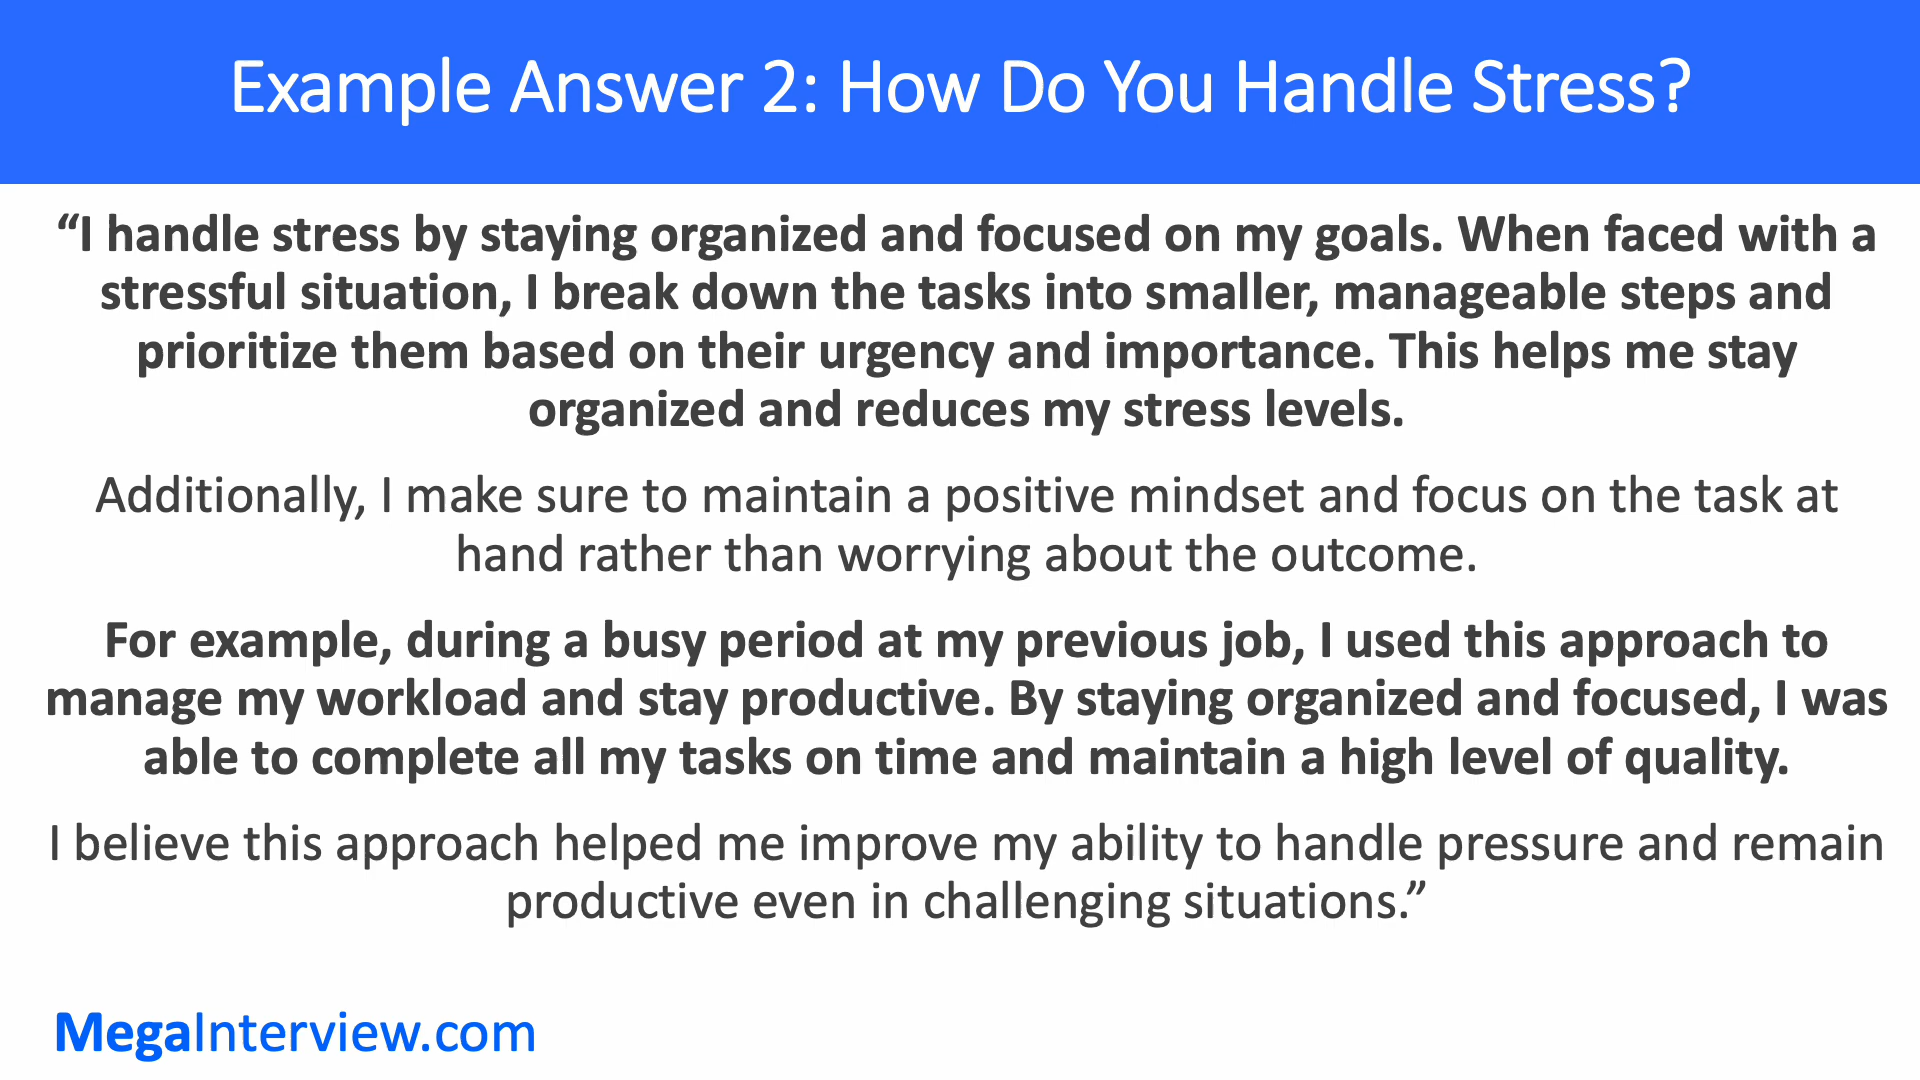 Example Answer 2: How Do You Handle Stress?
“I handle stress by staying organized and focused on my goals. When faced with a
stressful situation, I break down the tasks into smaller, manageable steps and
prioritize them based on their urgency and importance. This helps me stay
organized and reduces my stress levels.
Additionally, I make sure to maintain a positive mindset and focus on the task at
hand rather than worrying about the outcome.
For example, during a busy period at my previous job, I used this approach to
manage my workload and stay productive. By staying organized and focused, I was
able to complete all my tasks on time and maintain a high level of quality.
I believe this approach helped me improve my ability to handle pressure and remain
productive even in challenging situations.”
MegaInterview.com